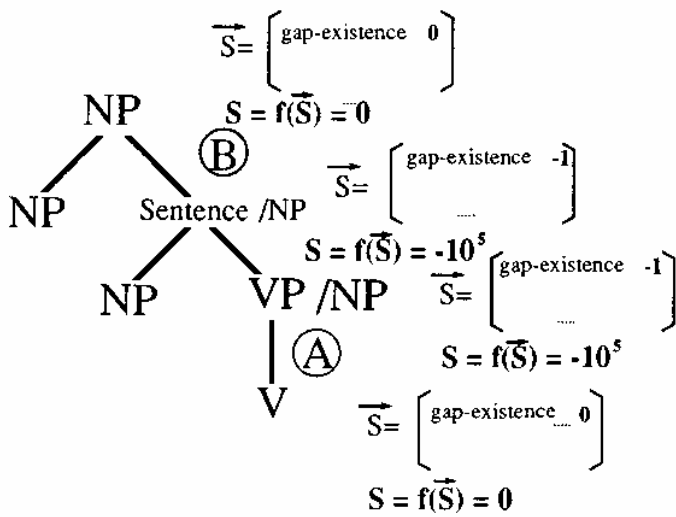 S= [gap-existence 0]
S = f(S) = 0
NP
B
NP
Sentence /NP
S= [gap-existence -1
.....]
S = f(S) = -10⁵
NP
VP /NP
S= [gap-existence -1
.....]
S = f(S) = -10⁵
A
V
S= [gap-existence ..... 0]
S = f(S) = 0